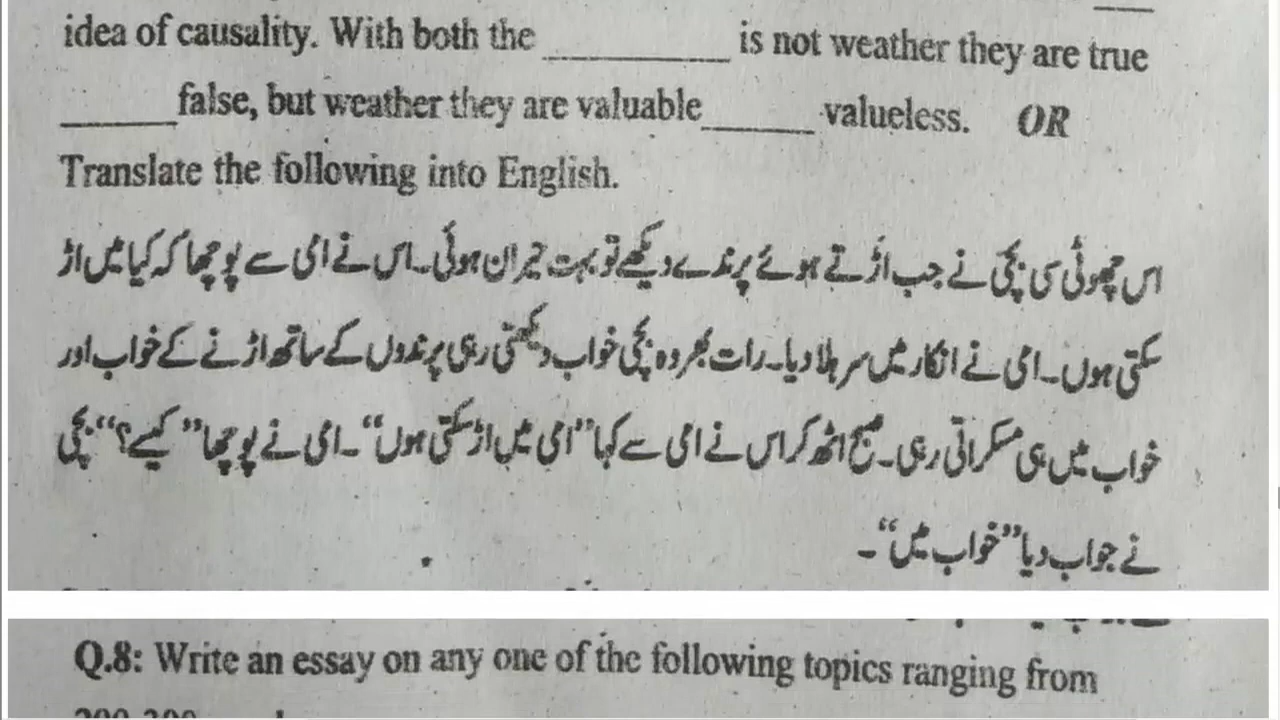 idea of causality. With both the __________ is not weather they are true
______ false, but weather they are valuable______ valueless. OR
Translate the following into English.
اس چھوٹی سی بچی نے جب اڑتے ہوئے پرندے دیکھے تو بہت حیران ہوئی۔ اس نے امی سے پوچھا کہ کیا میں اڑ
سکتی ہوں۔ امی نے انکار میں سر ہلا دیا۔ رات بھر وہ بچی خواب دیکھتی رہی پرندوں کے ساتھ اڑنے کے خواب اور
خواب میں ہی مسکراتی رہی۔ صبح اٹھ کر اس نے امی سے کہا ”امی میں اڑ سکتی ہوں“۔ امی نے پوچھا ”کیسے؟“ بچی
نے جواب دیا ”خواب میں“۔
Q.8: Write an essay on any one of the following topics ranging from